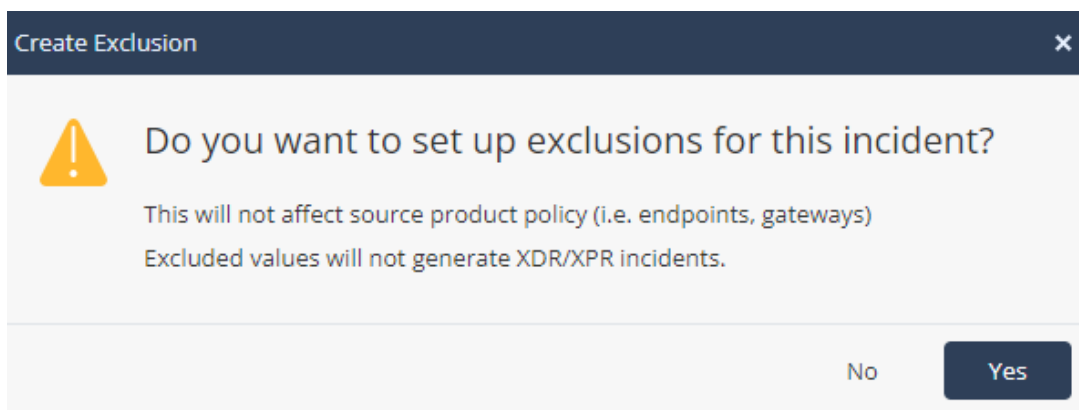 Create Exclusion
Do you want to set up exclusions for this incident?
This will not affect source product policy (i.e. endpoints, gateways)
Excluded values will not generate XDR/XPR incidents.
No
Yes